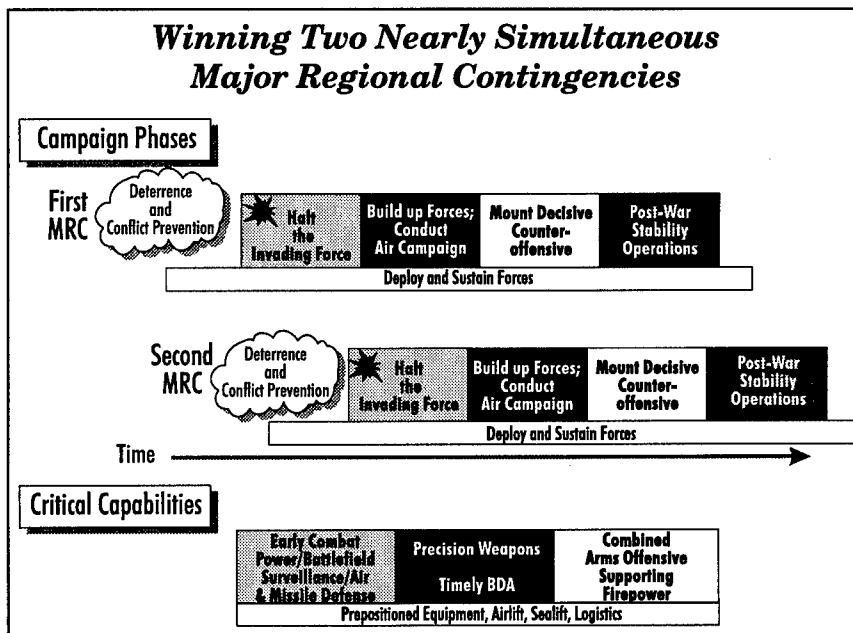 Winning Two Nearly Simultaneous
Major Regional Contingencies
Campaign Phases
First
MRC
Deterrence
and
Conflict Prevention
Halt
the
Invading Force
Build up Forces;
Conduct
Air Campaign
Mount Decisive
Counter-
offensive
Post-War
Stability
Operations
Deploy and Sustain Forces
Second
MRC
Deterrence
and
Conflict Prevention
Halt
the
Invading Force
Build up Forces;
Conduct
Air Campaign
Mount Decisive
Counter-
offensive
Post-War
Stability
Operations
Deploy and Sustain Forces
Time
Critical Capabilities
Early Combat
Power/Battlefield
Surveillance/Air
& Missile Defense
Precision Weapons
Timely BDA
Combined
Arms Offensive
Supporting
Firepower
Prepositioned Equipment, Airlift, Sealift, Logistics